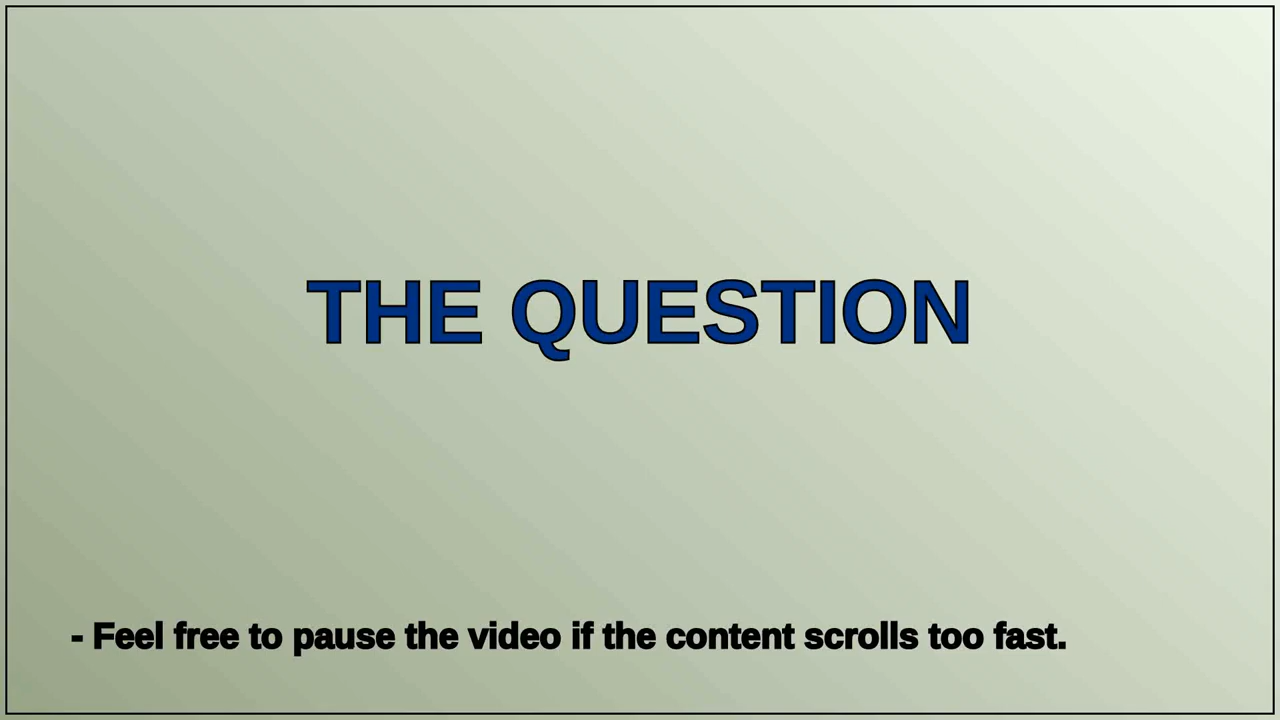 THE QUESTION
- Feel free to pause the video if the content scrolls too fast.